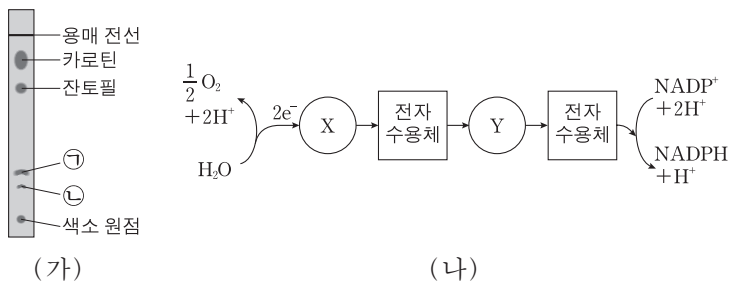 용매 전선
카로틴
잔토필
㉠
㉡
색소 원점
(가)
1/2 O₂
+2H⁺
H₂O
2e⁻
X
전자
수용체
Y
전자
수용체
NADP⁺
+2H⁺
NADPH
+H⁺
(나)